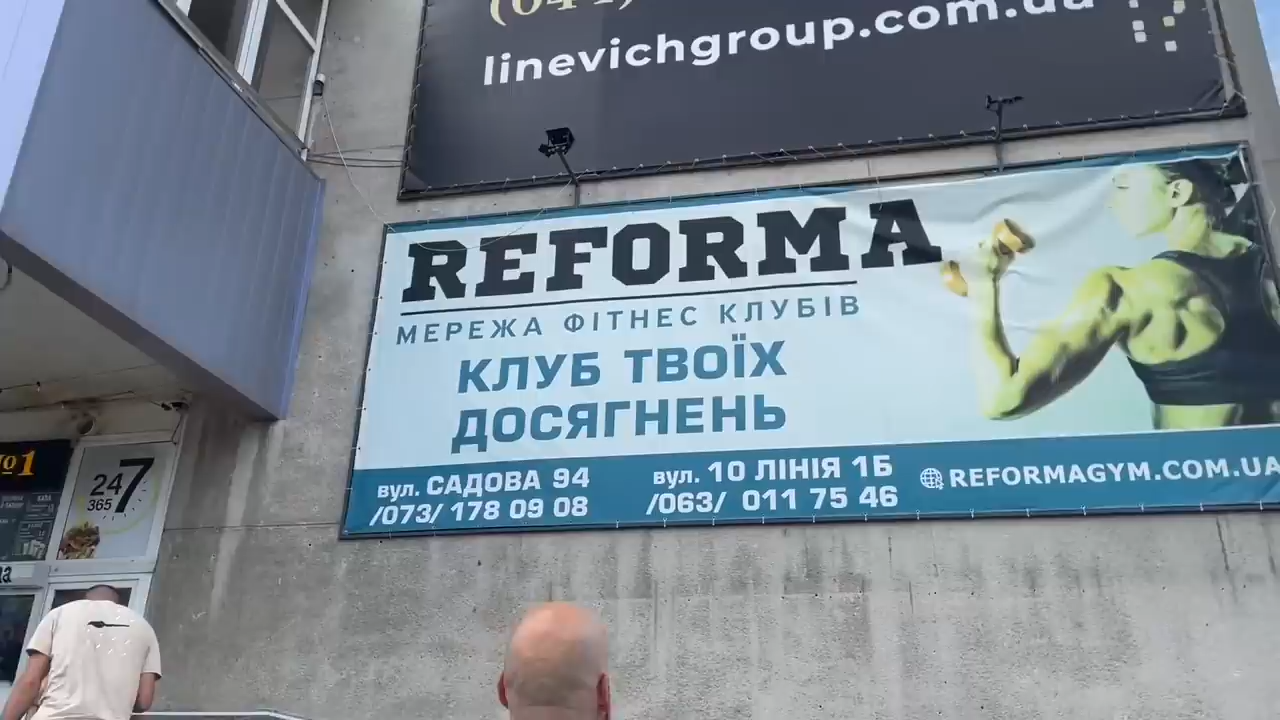 linevichgroup.com.ua
REFORMA
МЕРЕЖА ФІТНЕС КЛУБІВ
КЛУБ ТВОЇХ
ДОСЯГНЕНЬ
вул. САДОВА 94
/073/ 178 09 08
вул. 10 ЛІНІЯ 1Б
/063/ 011 75 46
REFORMAGYM.COM.UA
№1
24
7
365